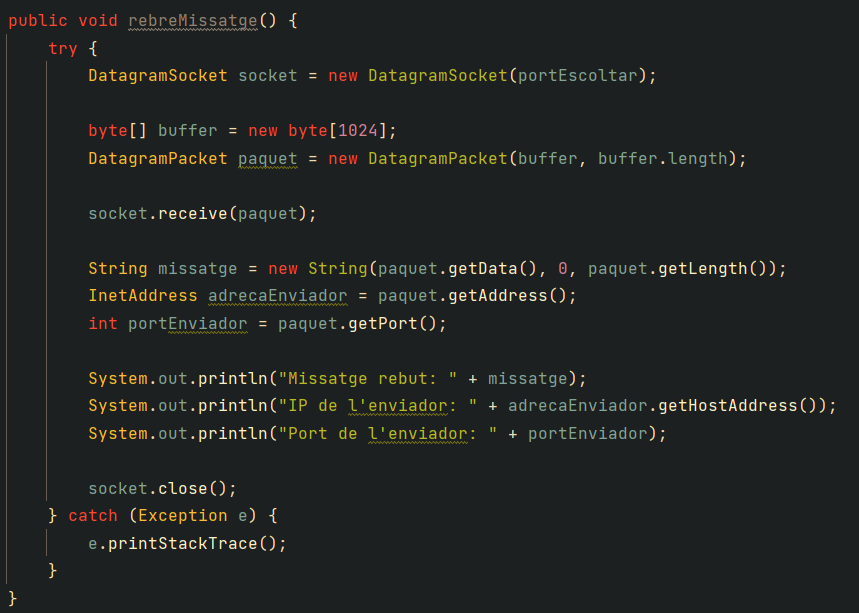 public void rebreMissatge() {
    try {
        DatagramSocket socket = new DatagramSocket(portEscoltar);

        byte[] buffer = new byte[1024];
        DatagramPacket paquet = new DatagramPacket(buffer, buffer.length);

        socket.receive(paquet);

        String missatge = new String(paquet.getData(), 0, paquet.getLength());
        InetAddress adrecaEnviador = paquet.getAddress();
        int portEnviador = paquet.getPort();

        System.out.println("Missatge rebut: " + missatge);
        System.out.println("IP de l'enviador: " + adrecaEnviador.getHostAddress());
        System.out.println("Port de l'enviador: " + portEnviador);

        socket.close();
    } catch (Exception e) {
        e.printStackTrace();
    }
}